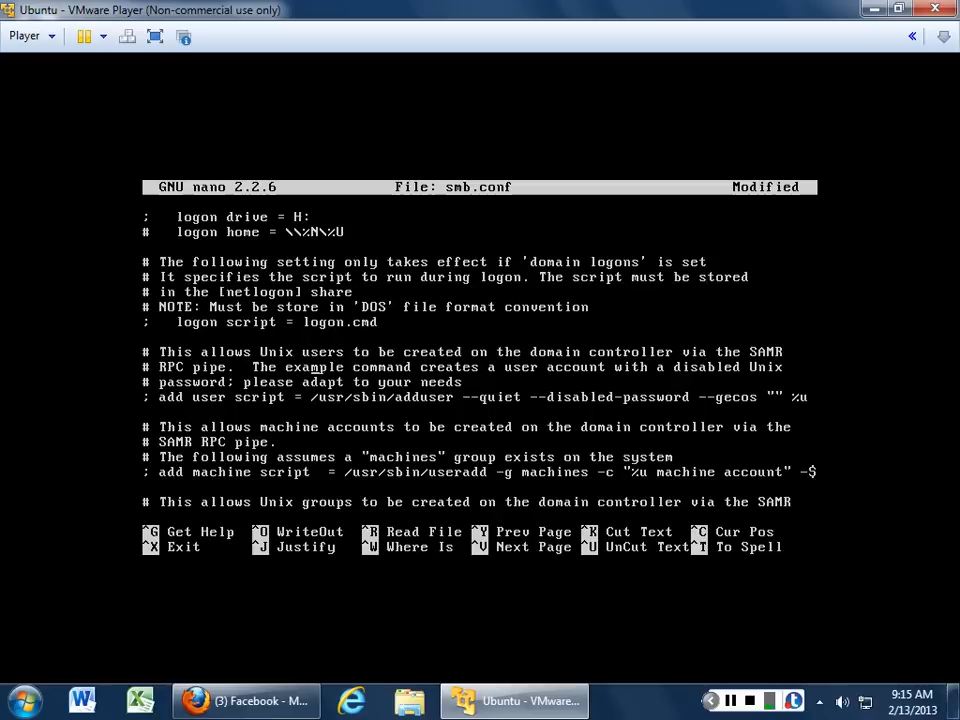 Ubuntu - VMware Player (Non-commercial use only)
Player
GNU nano 2.2.6 File: smb.conf Modified
; logon drive = H:
# logon home = \\%N\%U
# The following setting only takes effect if 'domain logons' is set
# It specifies the script to run during logon. The script must be stored
# in the [netlogon] share
# NOTE: Must be store in 'DOS' file format convention
; logon script = logon.cmd
# This allows Unix users to be created on the domain controller via the SAMR
# RPC pipe.  The example command creates a user account with a disabled Unix
# password; please adapt to your needs
; add user script = /usr/sbin/adduser --quiet --disabled-password --gecos "" %u
# This allows machine accounts to be created on the domain controller via the
# SAMR RPC pipe.
# The following assumes a "machines" group exists on the system
; add machine script  = /usr/sbin/useradd -g machines -c "%u machine account" -$
# This allows Unix groups to be created on the domain controller via the SAMR
^G Get Help ^O WriteOut ^R Read File ^Y Prev Page ^K Cut Text ^C Cur Pos
^X Exit ^J Justify ^W Where Is ^V Next Page ^U UnCut Text ^T To Spell
(3) Facebook - M...
Ubuntu - VMware...
9:15 AM
2/13/2013